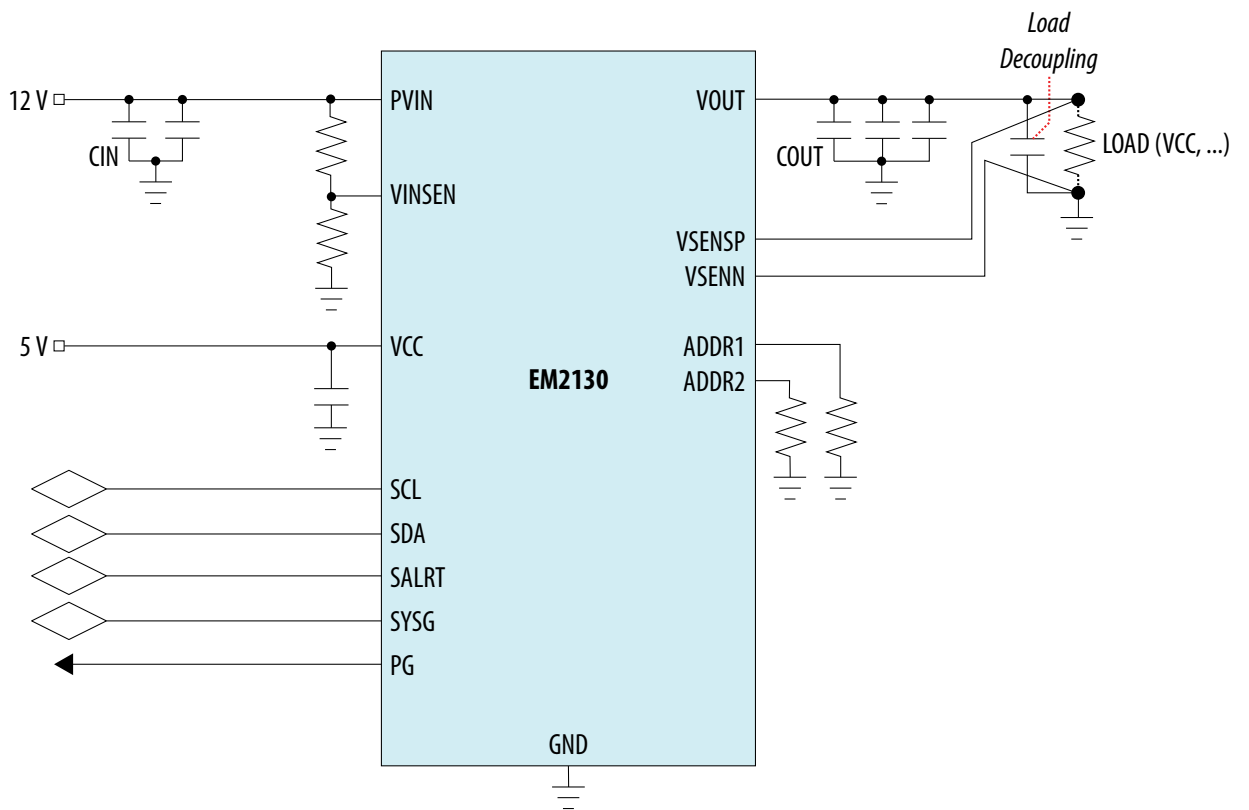 Load
Decoupling
12 V
PVIN
VOUT
CIN
COUT
LOAD (VCC, ...)
VINSEN
VSENSP
VSENN
5 V
VCC
ADDR1
EM2130
ADDR2
SCL
SDA
SALRT
SYSG
PG
GND